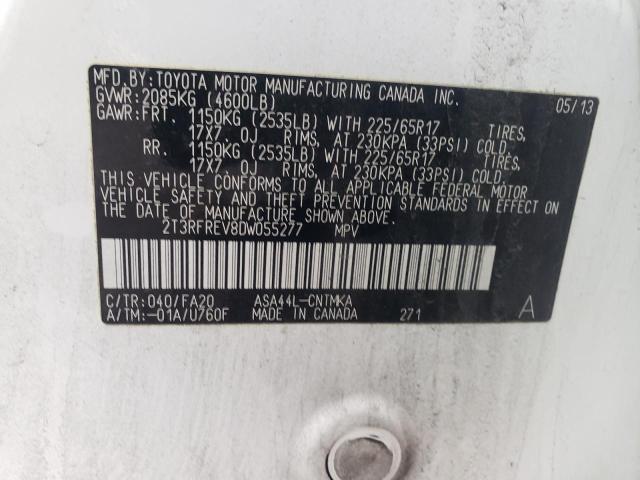 MFD.BY: TOYOTA MOTOR MANUFACTURING CANADA INC.
GVWR: 2085KG (4600LB) 05/13
GAWR: FRT. 1150KG (2535LB) WITH 225/65R17 TIRES,
17X7. 0J RIMS, AT 230KPA (33PSI) COLD.
RR. 1150KG (2535LB) WITH 225/65R17 TIRES,
17X7. 0J RIMS, AT 230KPA (33PSI) COLD.
THIS VEHICLE CONFORMS TO ALL APPLICABLE FEDERAL MOTOR
VEHICLE SAFETY AND THEFT PREVENTION STANDARDS IN EFFECT
ON THE DATE OF MANUFACTURE SHOWN ABOVE.
2T3RFREV8DW055277 MPV
C/TR: 040/FA20 ASA44L-CNTMKA
A/TM: -01A/U760F MADE IN CANADA 271 A